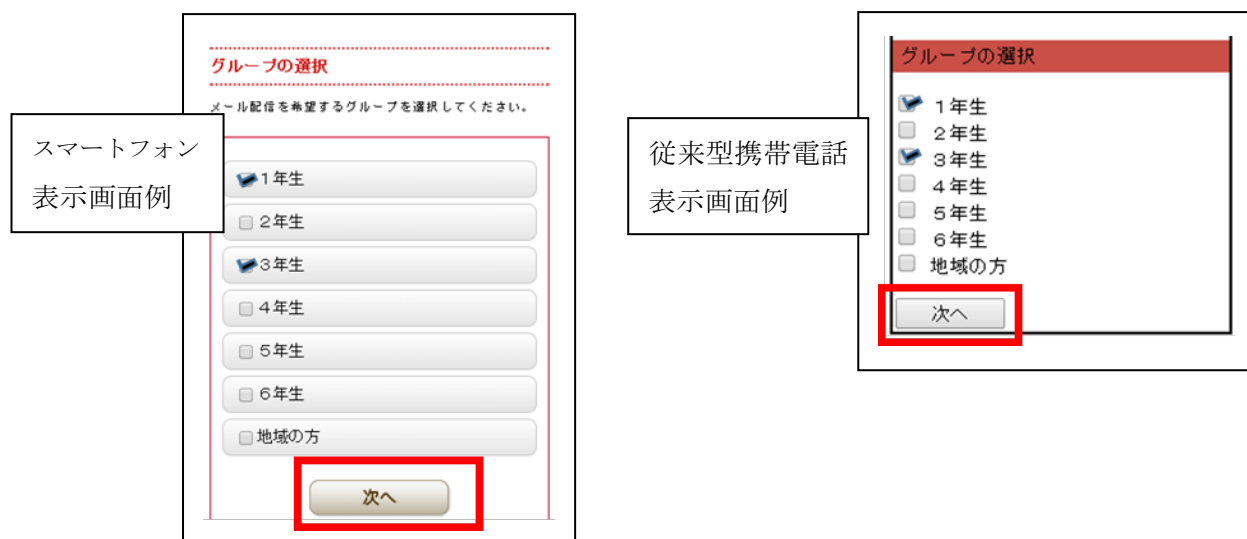 グループの選択
メール配信を希望するグループを選択してください。
スマートフォン
表示画面例
1年生
2年生
3年生
4年生
5年生
6年生
地域の方
次へ
従来型携帯電話
表示画面例
グループの選択
1年生
2年生
3年生
4年生
5年生
6年生
地域の方
次へ